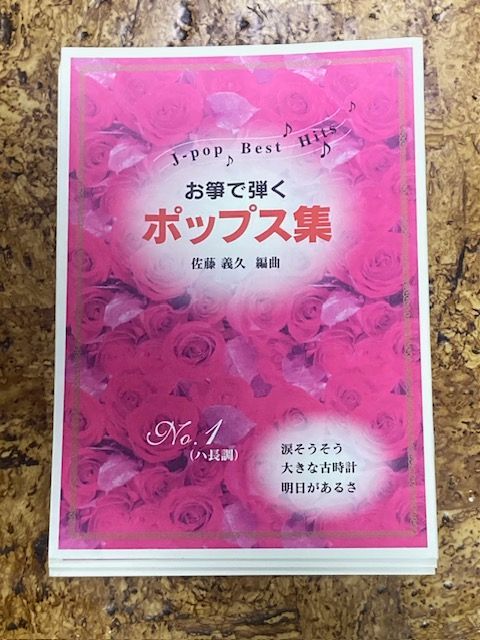 J-pop Best Hits
お箏で弾く
ポップス集
佐藤 義久 編曲
No.1
(ハ長調)
涙そうそう
大きな古時計
明日があるさ